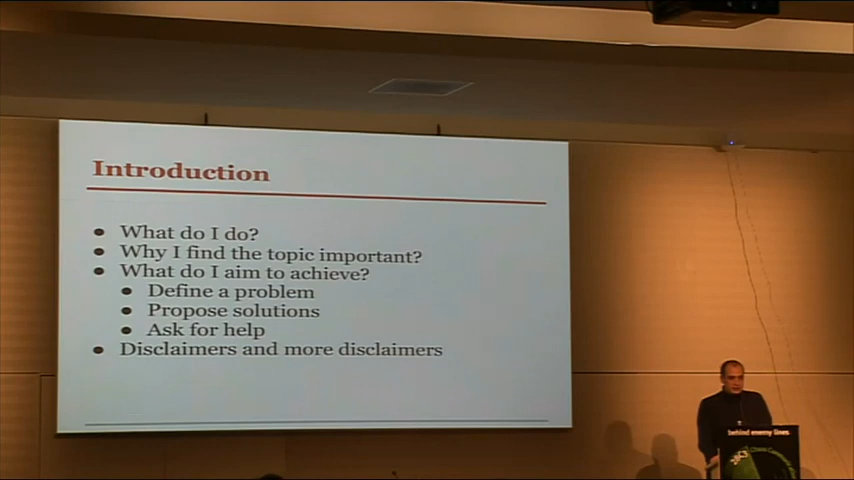 Introduction
What do I do?
Why I find the topic important?
What do I aim to achieve?
Define a problem
Propose solutions
Ask for help
Disclaimers and more disclaimers
behind enemy lines